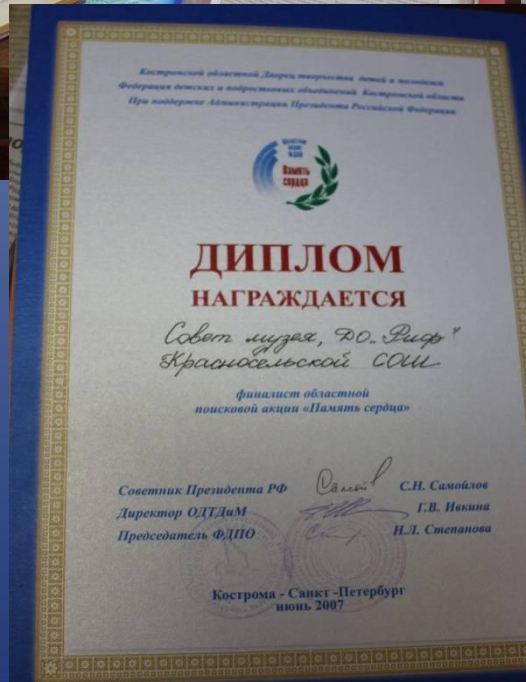 Костромской областной Дворец творчества детей и молодежи
Федерация детских и подростковых объединений Костромской области
При поддержке Администрации Президента Российской Федерации
Память
сердца
ДИПЛОМ
НАГРАЖДАЕТСЯ
Совет музея, ДО „Риф"
Красносельской СОШ
финалист областной
поисковой акции «Память сердца»
Советник Президента РФ С.Н. Самойлов
Директор ОДТДиМ Г.В. Ивкина
Председатель ФДПО Н.Л. Степанова
Кострома - Санкт -Петербург
июнь 2007